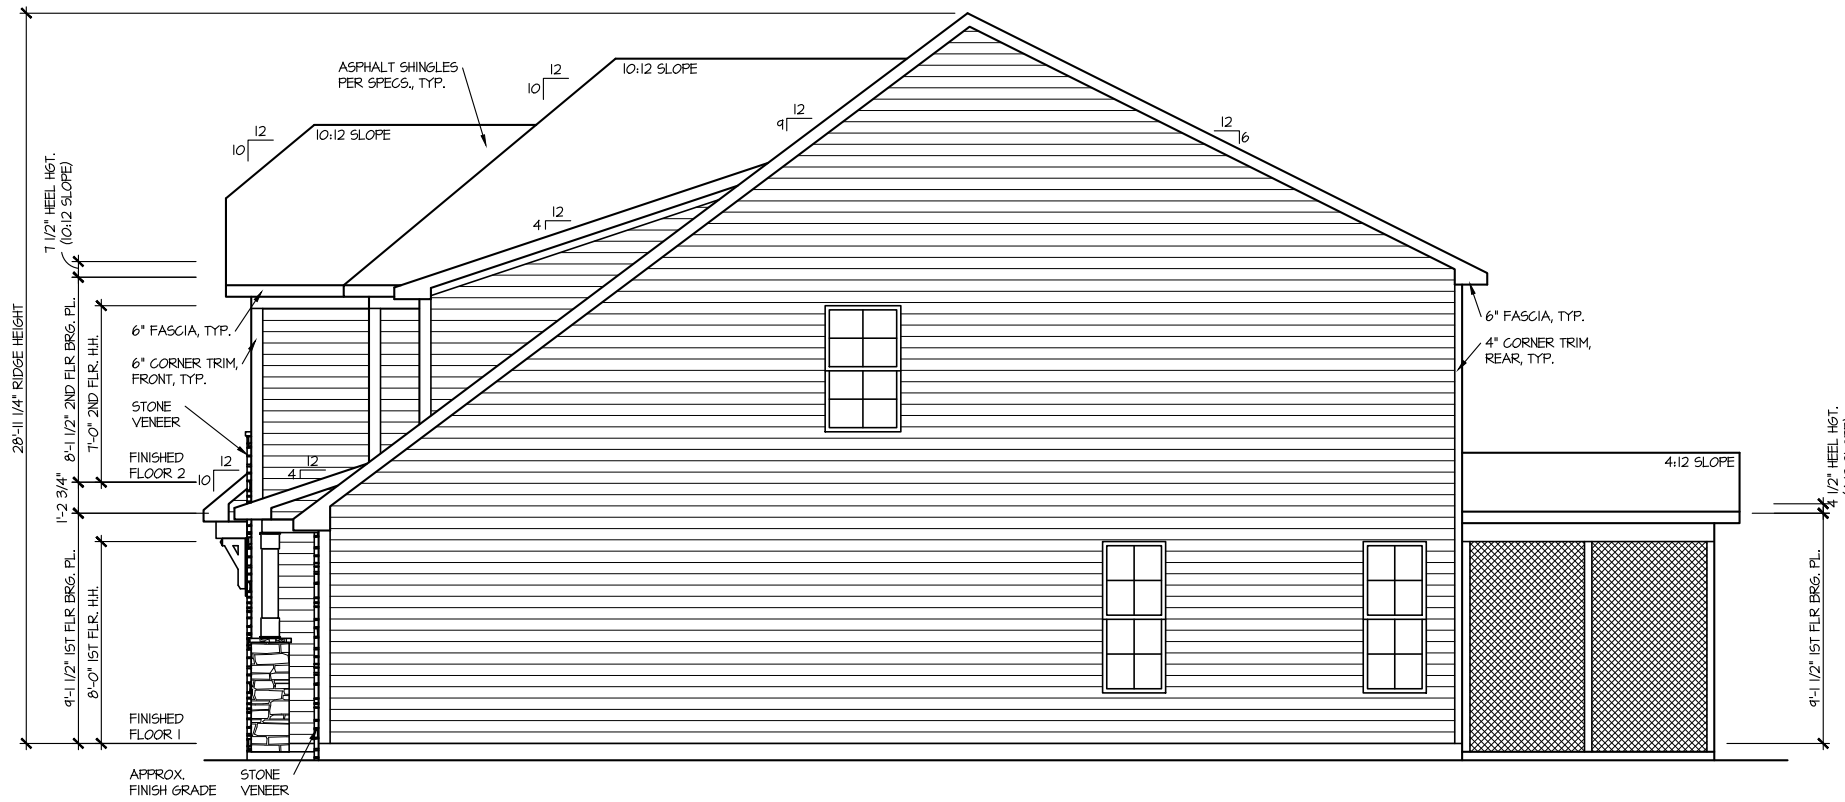 ASPHALT SHINGLES
PER SPECS., TYP.
12
10
10:12 SLOPE
12
10
10:12 SLOPE
12
9
12
6
12
4
7 1/2" HEEL HGT.
(10:12 SLOPE)
28'-11 1/4" RIDGE HEIGHT
8'-1 1/2" 2ND FLR BRG. PL.
7'-0" 2ND FLR. H.H.
6" FASCIA, TYP.
6" CORNER TRIM,
FRONT, TYP.
STONE
VENEER
FINISHED
FLOOR 2
12
10
12
4
1'-2 3/4"
9'-1 1/2" 1ST FLR BRG. PL.
8'-0" 1ST FLR. H.H.
FINISHED
FLOOR 1
APPROX.
FINISH GRADE
STONE
VENEER
6" FASCIA, TYP.
4" CORNER TRIM,
REAR, TYP.
4:12 SLOPE
4 1/2" HEEL HGT.
9'-1 1/2" 1ST FLR BRG. PL.